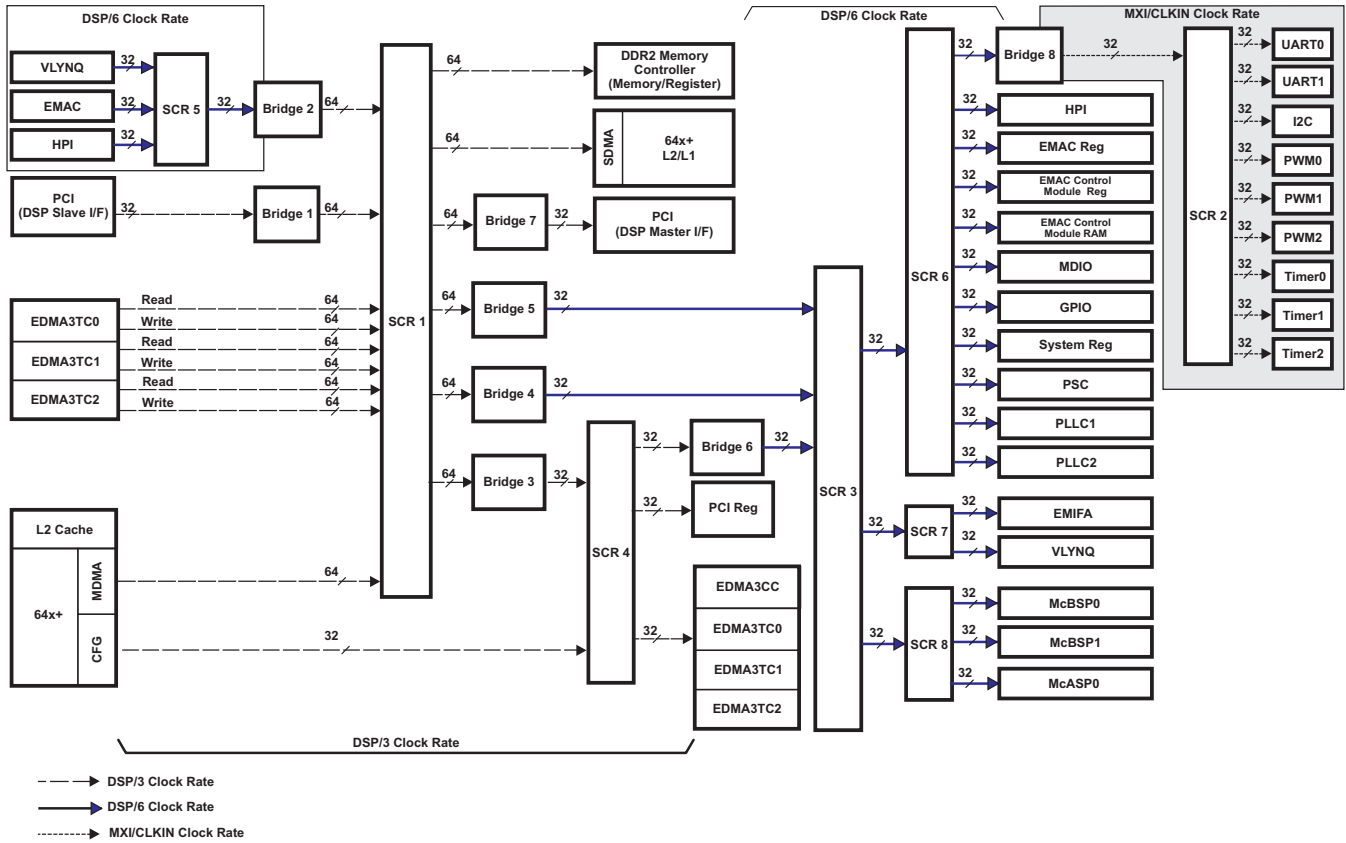 DSP/6 Clock Rate
VLYNQ
32
EMAC
32
HPI
32
SCR 5
32
Bridge 2
64
PCI
(DSP Slave I/F)
32
Bridge 1
64
EDMA3TC0
EDMA3TC1
EDMA3TC2
Read
64
Write
64
Read
64
Write
64
Read
64
Write
64
L2 Cache
64x+
MDMA
CFG
64
32
SCR 1
64
DDR2 Memory
Controller
(Memory/Register)
64
SDMA
64x+
L2/L1
64
Bridge 7
32
PCI
(DSP Master I/F)
64
Bridge 5
32
64
Bridge 4
32
64
Bridge 3
32
SCR 4
32
Bridge 6
32
32
PCI Reg
32
EDMA3CC
EDMA3TC0
EDMA3TC1
EDMA3TC2
SCR 3
32
32
32
DSP/6 Clock Rate
SCR 6
32
Bridge 8
32
32
HPI
32
EMAC Reg
32
EMAC Control
Module Reg
32
EMAC Control
Module RAM
32
MDIO
32
GPIO
32
System Reg
32
PSC
32
PLLC1
32
PLLC2
SCR 7
32
EMIFA
32
VLYNQ
SCR 8
32
McBSP0
32
McBSP1
32
McASP0
MXI/CLKIN Clock Rate
SCR 2
32
UART0
32
UART1
32
I2C
32
PWM0
32
PWM1
32
PWM2
32
Timer0
32
Timer1
32
Timer2
DSP/3 Clock Rate
DSP/3 Clock Rate
DSP/6 Clock Rate
MXI/CLKIN Clock Rate